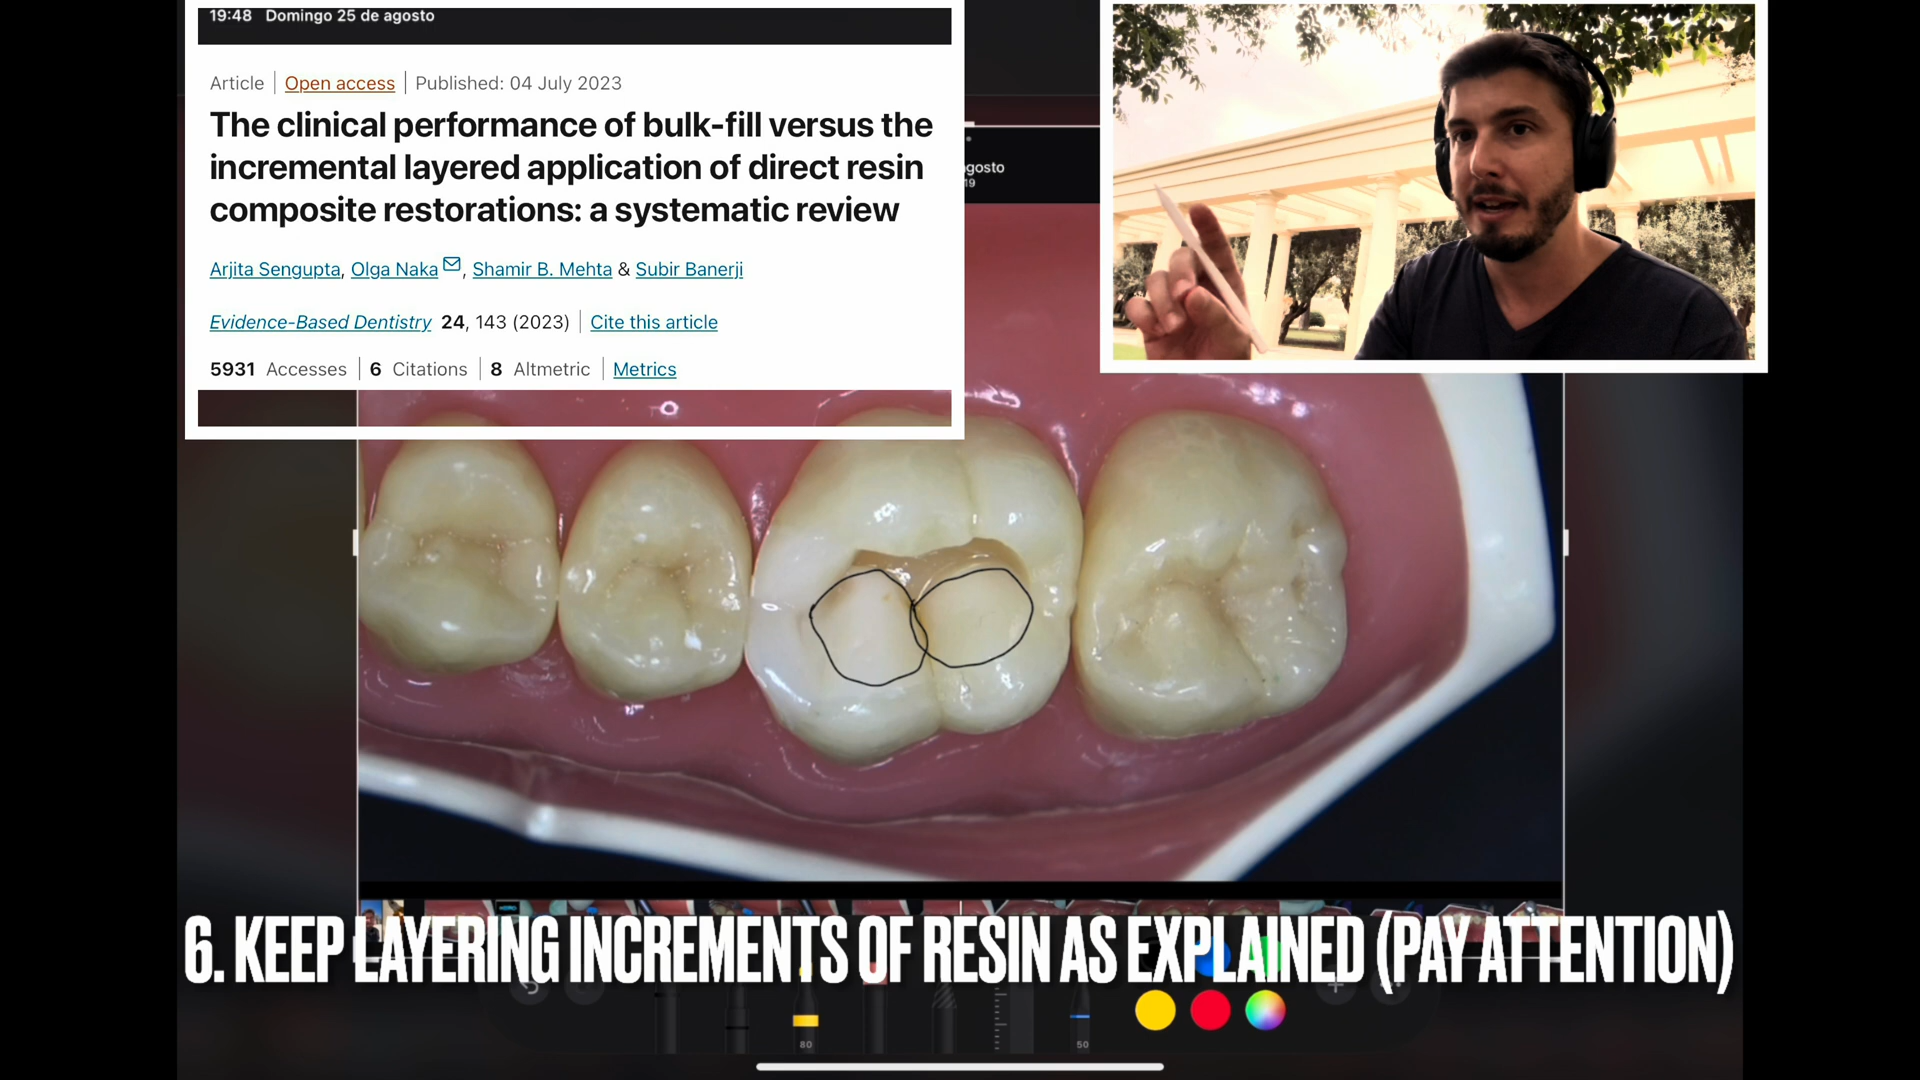 19:48 Domingo 25 de agosto
Article | Open access | Published: 04 July 2023
The clinical performance of bulk-fill versus the
incremental layered application of direct resin
composite restorations: a systematic review
Arjita Sengupta, Olga Naka, Shamir B. Mehta & Subir Banerji
Evidence-Based Dentistry 24, 143 (2023) | Cite this article
5931 Accesses | 6 Citations | 8 Altmetric | Metrics
gosto
19
6. KEEP LAYERING INCREMENTS OF RESIN AS EXPLAINED (PAY ATTENTION)
80
50